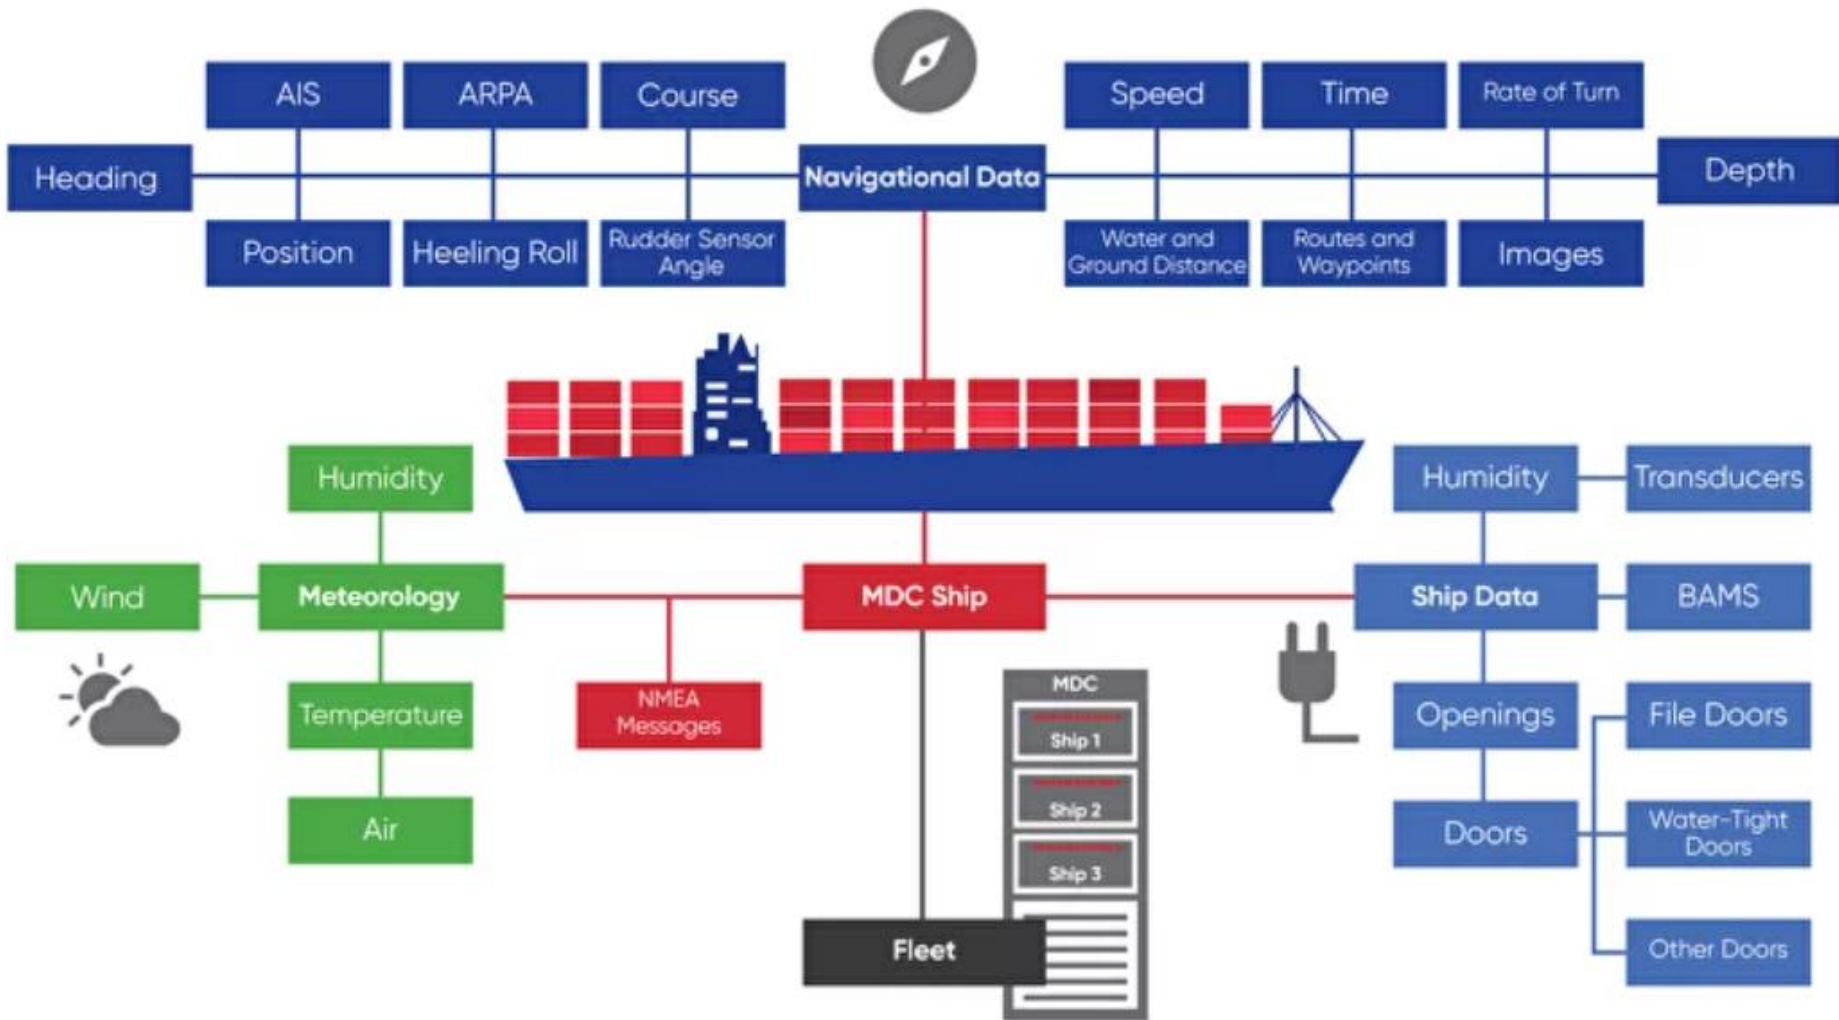 AIS
ARPA
Course
Speed
Time
Rate of Turn
Heading
Navigational Data
Depth
Position
Heeling Roll
Rudder Sensor
Angle
Water and
Ground Distance
Routes and
Waypoints
Images
Humidity
Humidity
Transducers
Wind
Meteorology
MDC Ship
Ship Data
BAMS
Temperature
NMEA
Messages
MDC
Ship 1
Ship 2
Ship 3
Openings
File Doors
Air
Doors
Water-Tight
Doors
Fleet
Other Doors